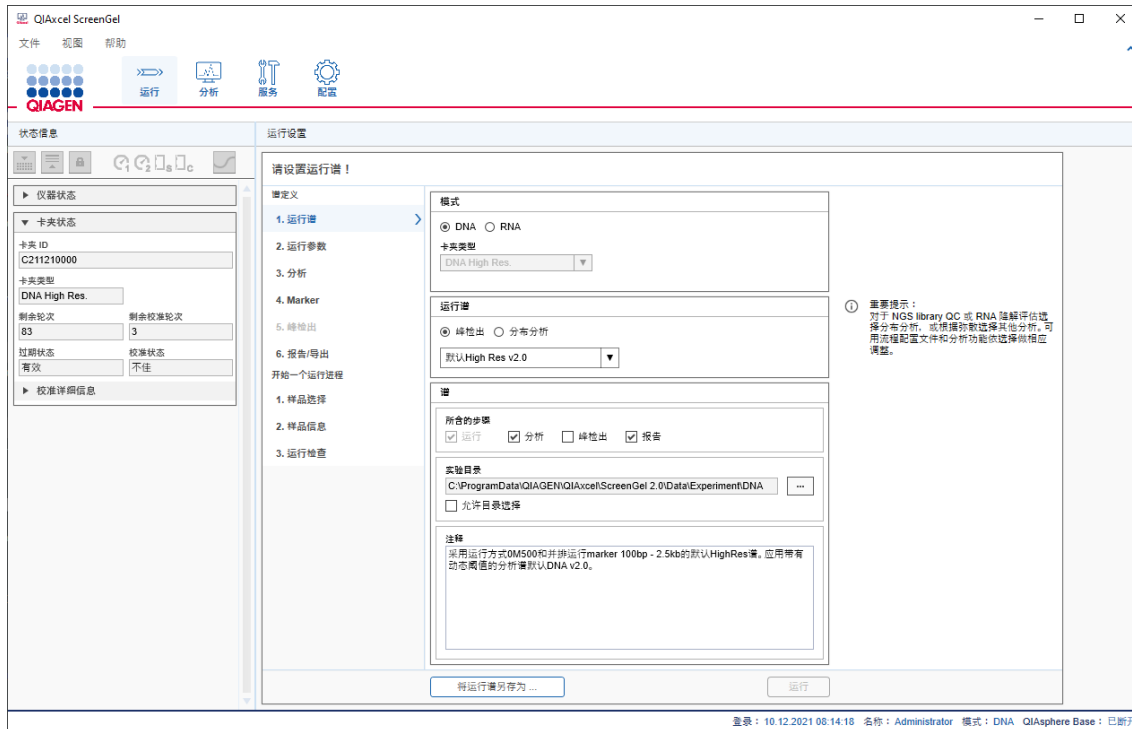 QIAxcel ScreenGel
文件 视图 帮助
QIAGEN
运行 分析 服务 配置
状态信息
运行设置
1 2 S C
请设置运行谱！
仪器状态
卡夹状态
卡夹 ID
C211210000
卡夹类型
DNA High Res.
剩余轮次 剩余校准轮次
83 3
过期状态 校准状态
有效 不佳
校准详细信息
谱定义
1. 运行谱
2. 运行参数
3. 分析
4. Marker
5. 峰检出
6. 报告/导出
开始一个运行进程
1. 样品选择
2. 样品信息
3. 运行检查
模式
DNA RNA
卡夹类型
DNA High Res.
运行谱
峰检出 分布分析
默认High Res v2.0
谱
所含的步骤
运行 分析 峰检出 报告
实验目录
C:\ProgramData\QIAGEN\QIAxcel\ScreenGel 2.0\Data\Experiment\DNA
...
允许目录选择
注释
采用运行方式0M500和并排运行marker 100bp - 2.5kb的默认HighRes谱。应用带有
动态阈值的分析谱默认DNA v2.0。
重要提示：
对于 NGS library QC 或 RNA 降解评估选
择分布分析，或根据弥散选择其他分析。可
用流程配置文件和分析功能依选择做相应
调整。
将运行谱另存为 ...
运行
登录： 10.12.2021 08:14:18 名称： Administrator 模式： DNA QIAsphere Base： 已断开